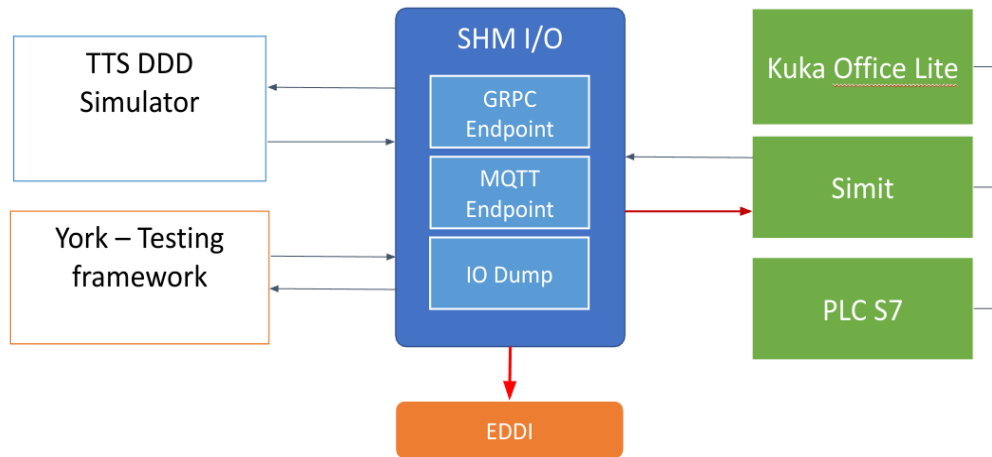 TTS DDD
Simulator
York – Testing
framework
SHM I/O
GRPC
Endpoint
MQTT
Endpoint
IO Dump
EDDI
Kuka Office Lite
Simit
PLC S7